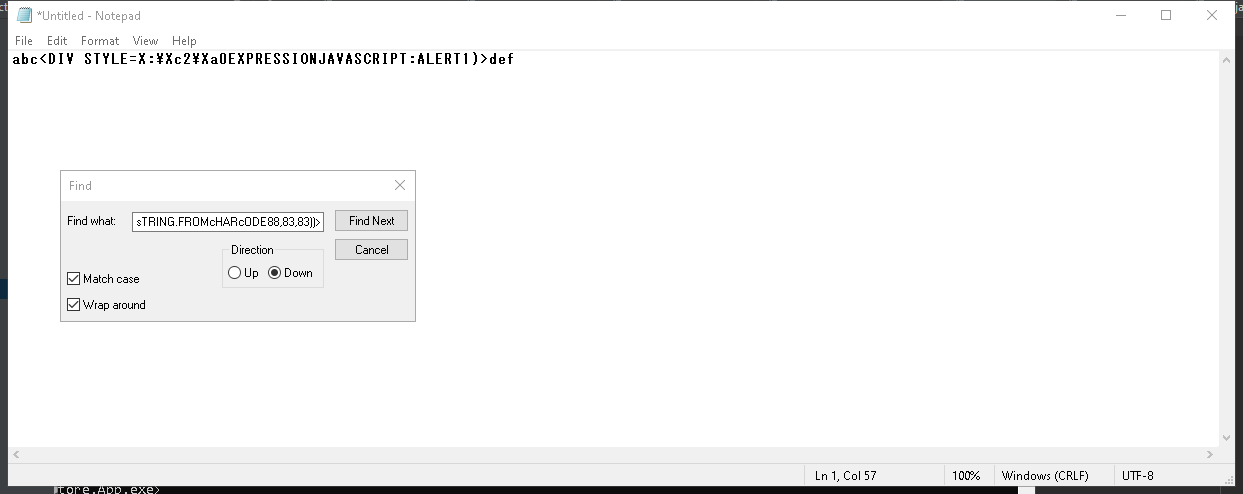 *Untitled - Notepad
File Edit Format View Help
abc<DIV STYLE=X:¥Xc2¥Xa0EXPRESSIONJAVASCRIPT:ALERT1)>def
Find
Find what: sTRING.FROMcHARcODE88,83,83))> Find Next
Direction Cancel
Up Down
Match case
Wrap around
Ln 1, Col 57 100% Windows (CRLF) UTF-8
tore.App.exe>